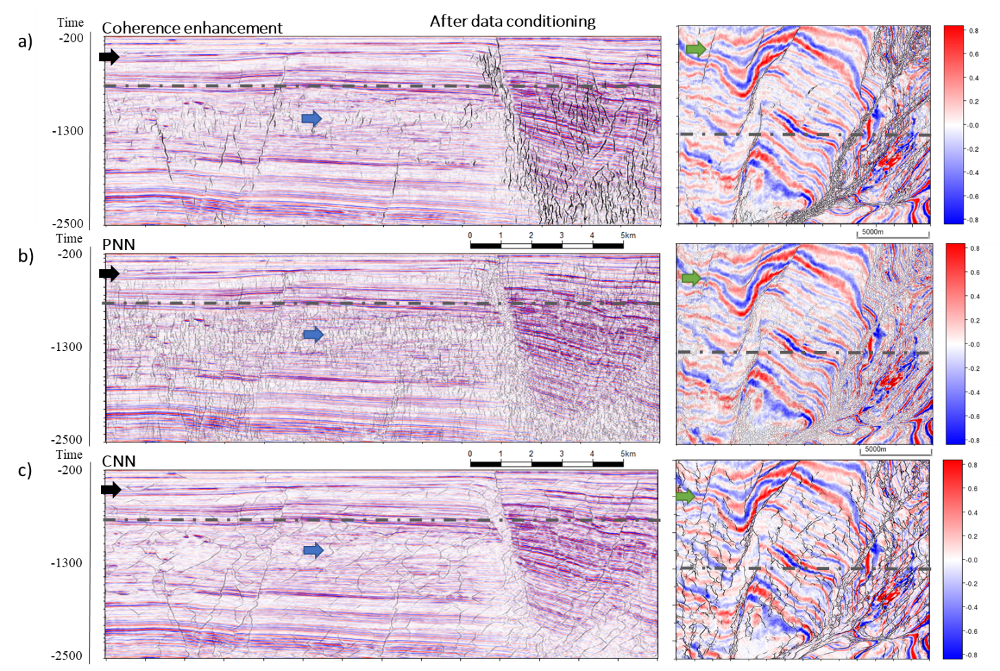 After data conditioning
a)
Time
Coherence enhancement
-200
-1300
-2500
0.8
0.6
0.4
0.2
-0.0
-0.2
-0.4
-0.6
-0.8
5000m
0 1 2 3 4 5km
b)
Time
PNN
-200
-1300
-2500
0.8
0.6
0.4
0.2
-0.0
-0.2
-0.4
-0.6
-0.8
5000m
0 1 2 3 4 5km
c)
Time
CNN
-200
-1300
-2500
0.8
0.6
0.4
0.2
-0.0
-0.2
-0.4
-0.6
-0.8